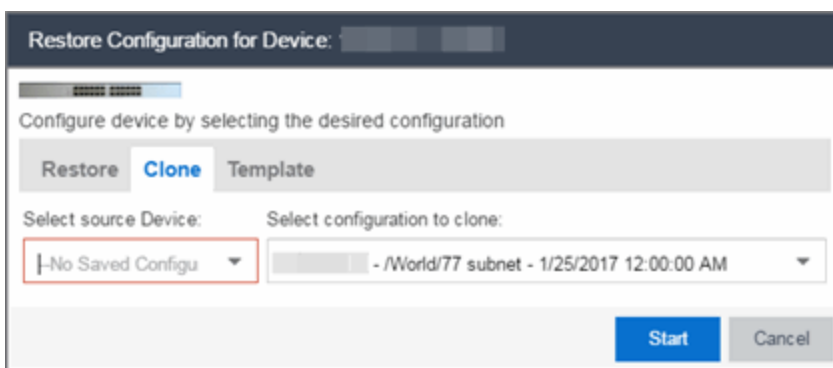 Restore Configuration for Device:
Configure device by selecting the desired configuration
Restore Clone Template
Select source Device: Select configuration to clone:
--No Saved Configu - /World/77 subnet - 1/25/2017 12:00:00 AM
Start Cancel